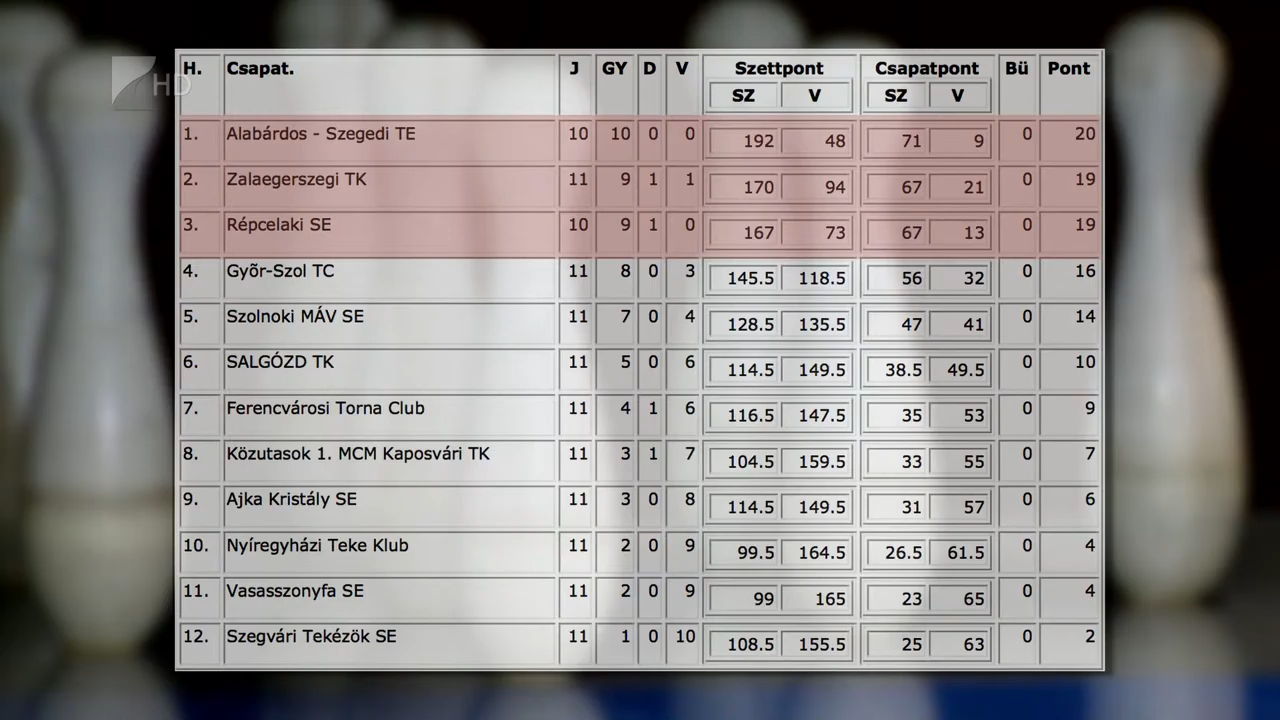 HD
H. Csapat. J GY D V Szettpont Csapatpont Bü Pont
SZ V SZ V
1. Alabárdos - Szegedi TE 10 10 0 0 192 48 71 9 0 20
2. Zalaegerszegi TK 11 9 1 1 170 94 67 21 0 19
3. Répcelaki SE 10 9 1 0 167 73 67 13 0 19
4. Gyõr-Szol TC 11 8 0 3 145.5 118.5 56 32 0 16
5. Szolnoki MÁV SE 11 7 0 4 128.5 135.5 47 41 0 14
6. SALGÓZD TK 11 5 0 6 114.5 149.5 38.5 49.5 0 10
7. Ferencvárosi Torna Club 11 4 1 6 116.5 147.5 35 53 0 9
8. Közutasok 1. MCM Kaposvári TK 11 3 1 7 104.5 159.5 33 55 0 7
9. Ajka Kristály SE 11 3 0 8 114.5 149.5 31 57 0 6
10. Nyíregyházi Teke Klub 11 2 0 9 99.5 164.5 26.5 61.5 0 4
11. Vasasszonyfa SE 11 2 0 9 99 165 23 65 0 4
12. Szegvári Tekézök SE 11 1 0 10 108.5 155.5 25 63 0 2